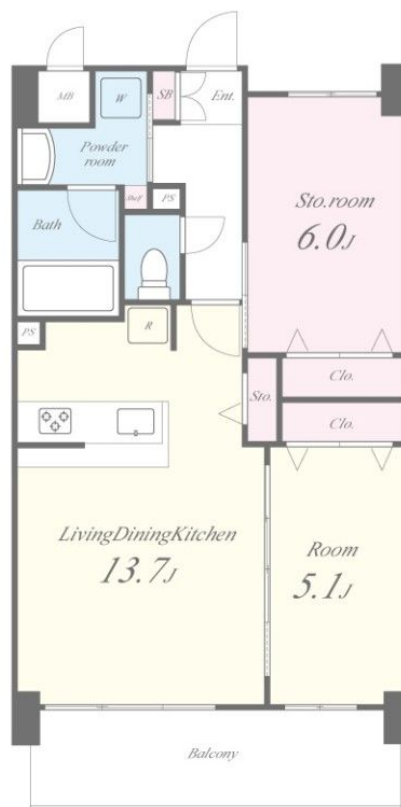 MB
W
SB
Ent.
Powder
room
Shelf
PS
Sto.room
6.0J
Bath
PS
R
Clo.
Sto.
Clo.
LivingDiningKitchen
13.7J
Room
5.1J
Balcony